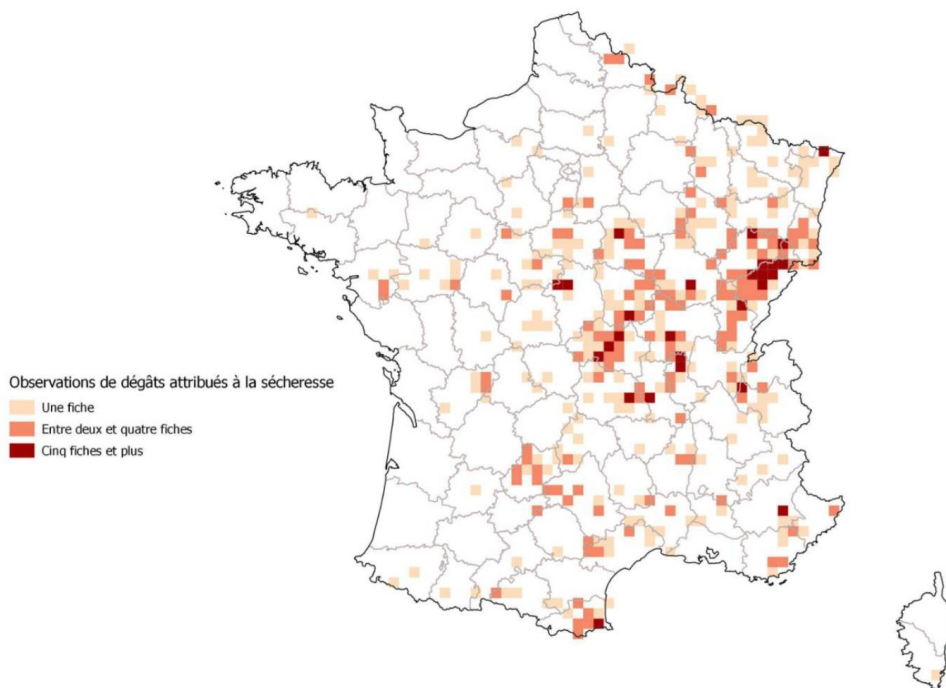 Observations de dégâts attribués à la sécheresse
Une fiche
Entre deux et quatre fiches
Cinq fiches et plus